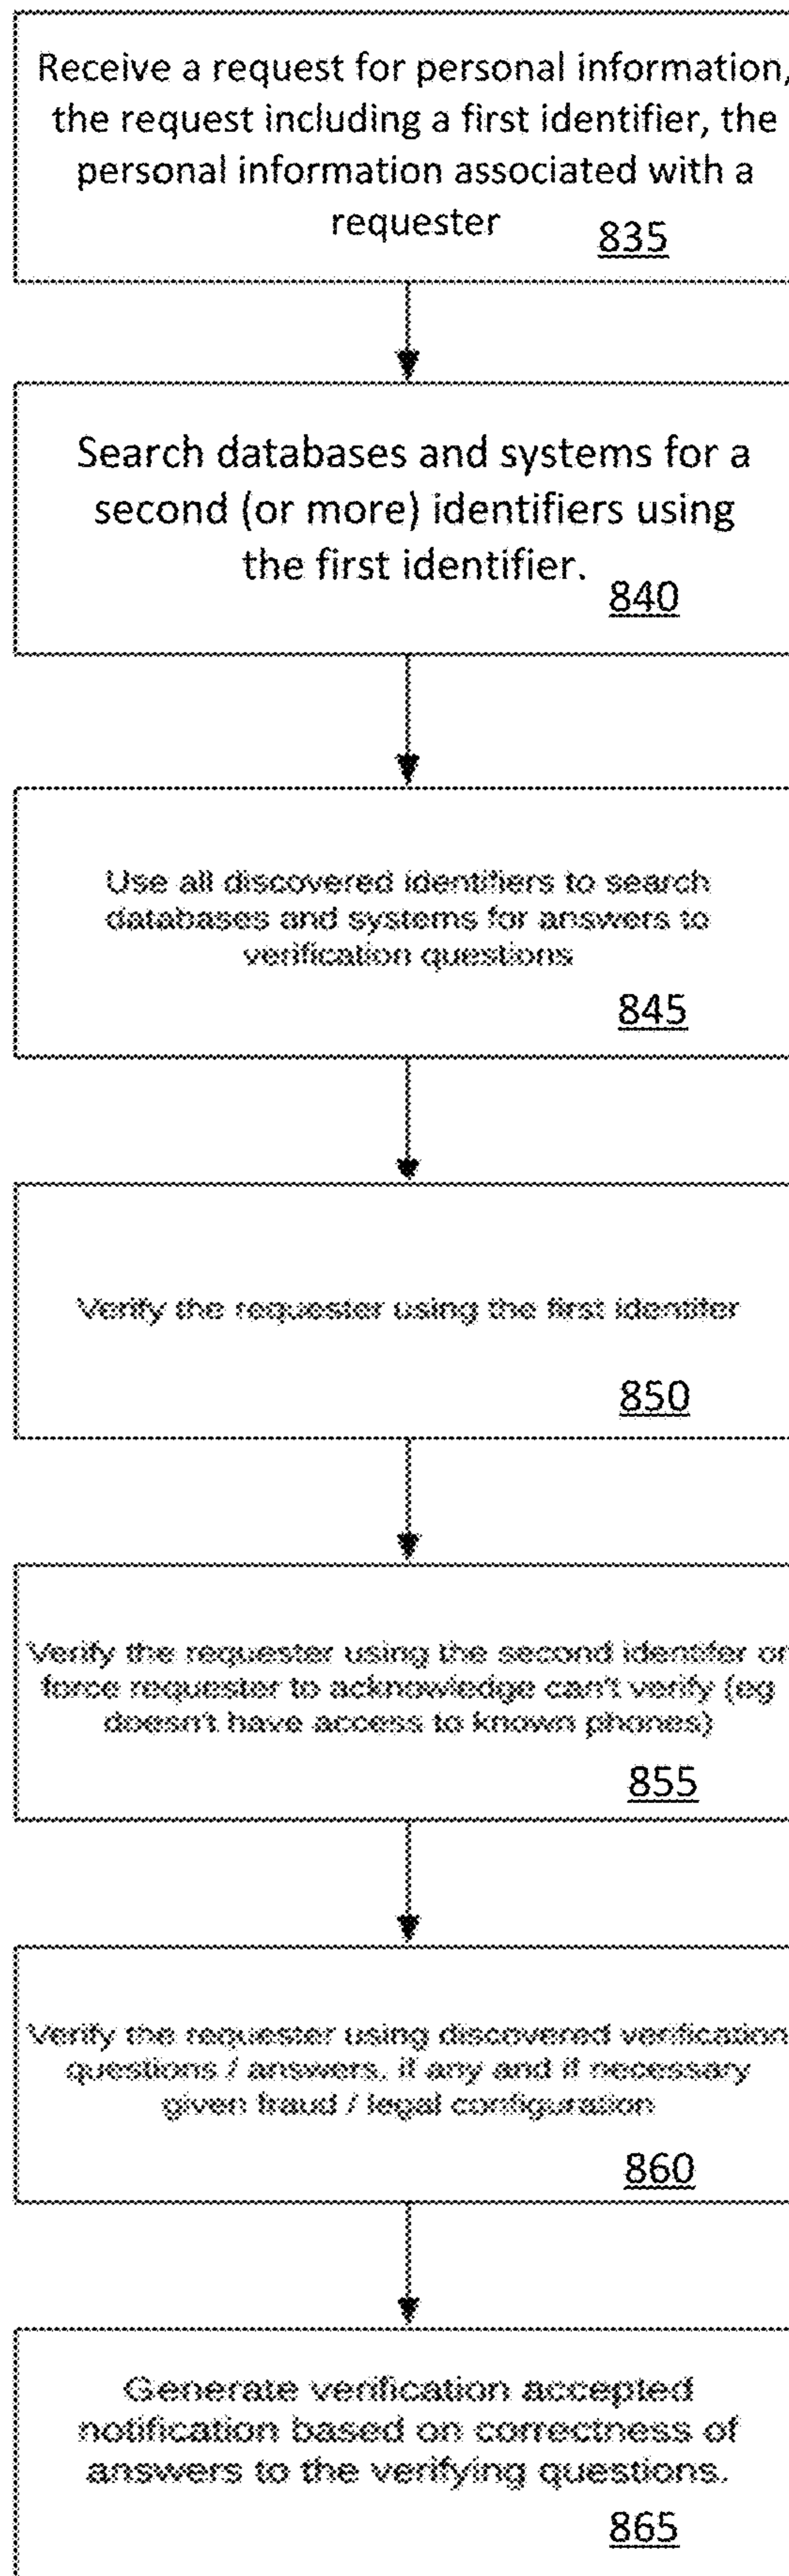 Receive a request for personal information,
the request including a first identifier, the
personal information associated with a
requester
835
Search databases and systems for a
second (or more) identifiers using
the first identifier.
840
Use all discovered identifiers to search
databases and systems for answers to
verification questions
845
Verify the requester using the first identifer
850
Verify the requester using the second identifer or
force requester to acknowledge can't verify (eg
doesn't have access to known phones)
855
Verify the requester using discovered verification
questions / answers, if any and if necessary
given fraud / legal configuration
860
Generate verification accepted
notification based on correctness of
answers to the verifying questions.
865